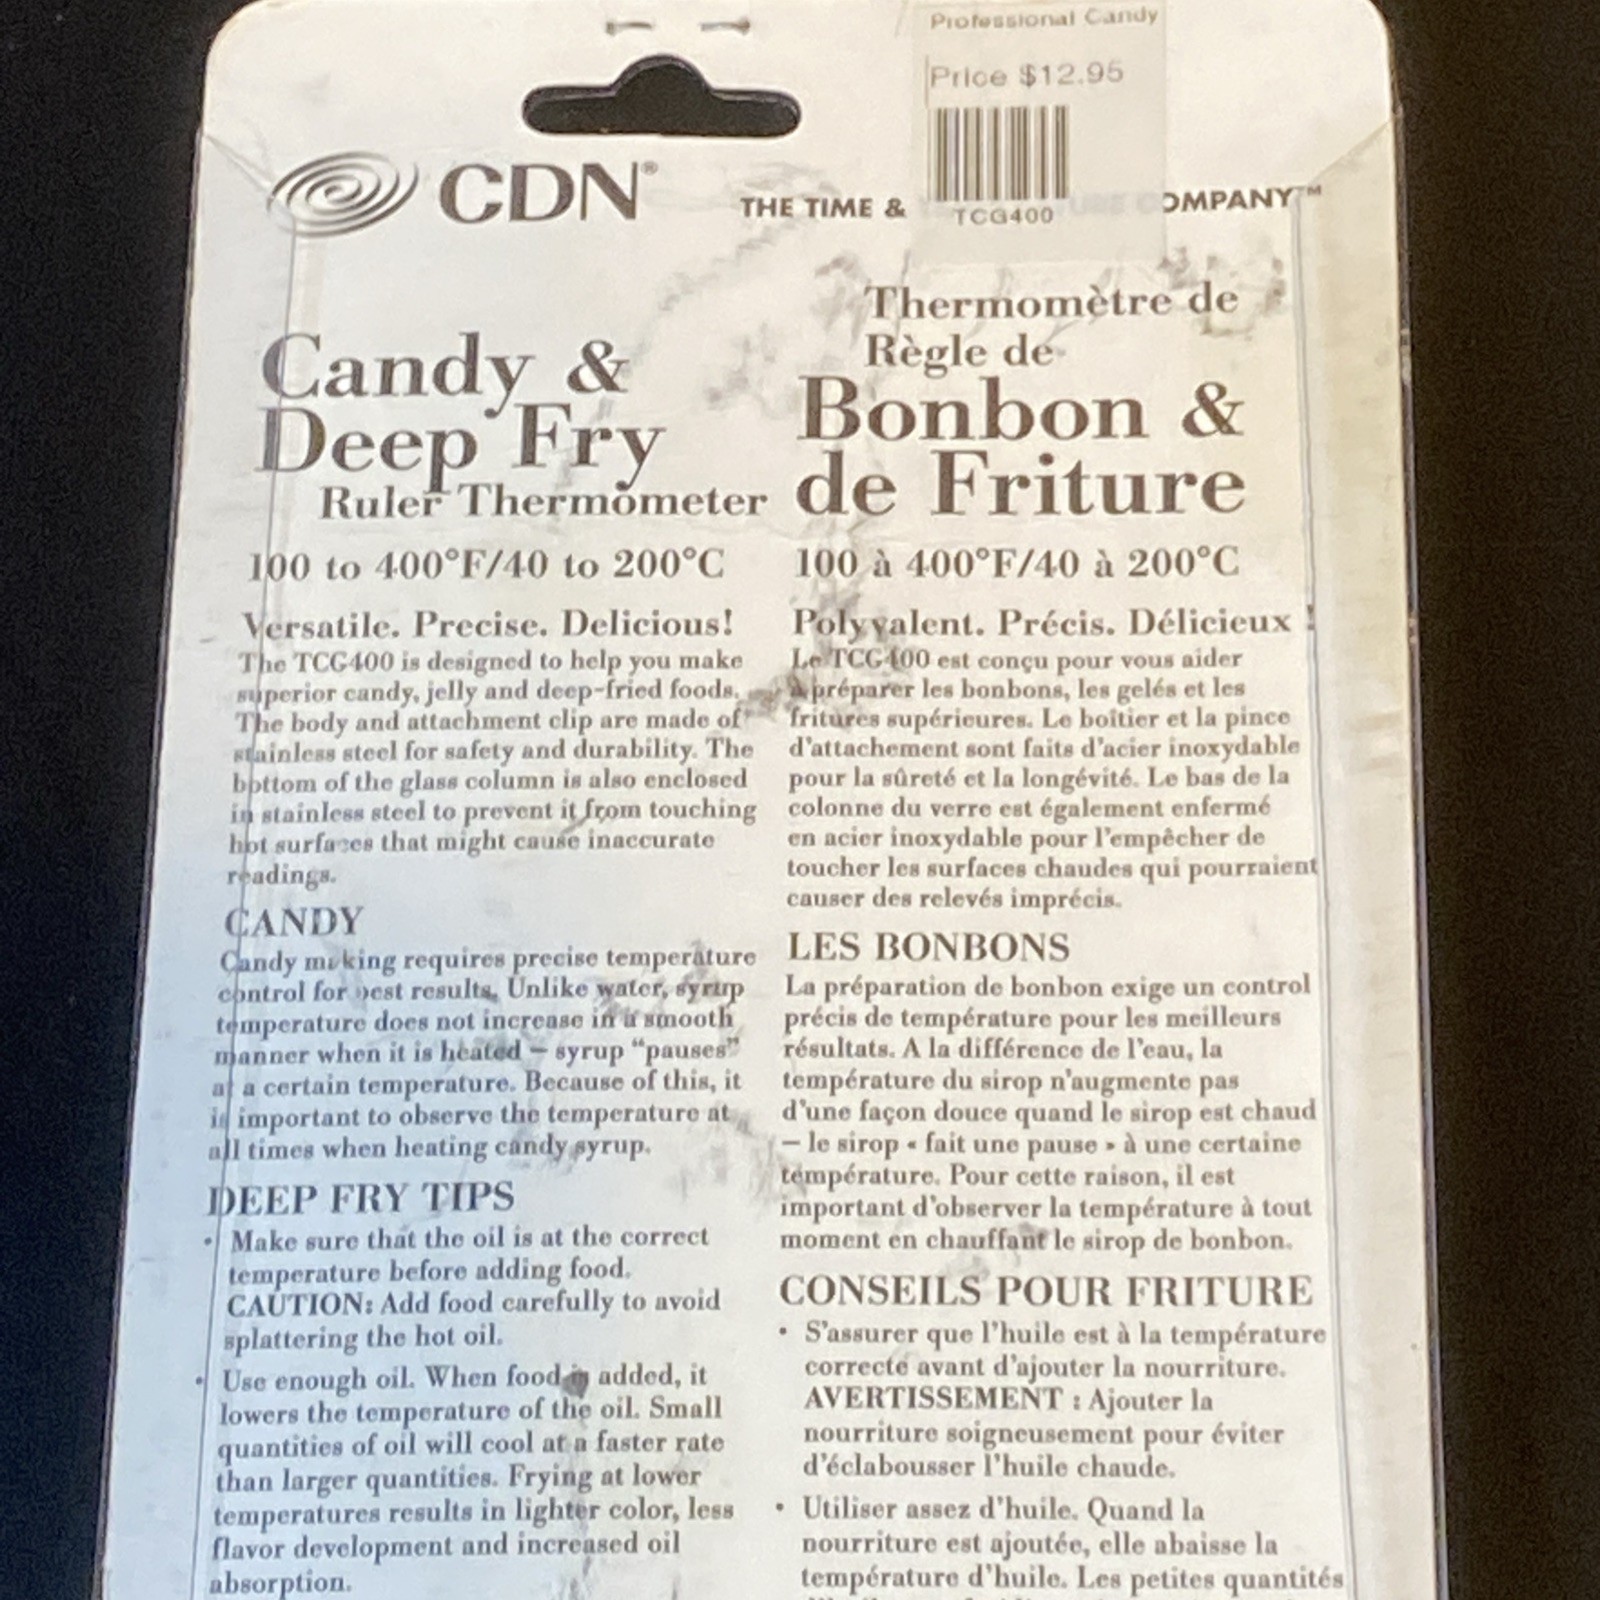 Professional Candy
Price $12.95
TCG400
CDN®
THE TIME & OMPANY™
Candy &
Deep Fry
Ruler Thermometer
100 to 400°F/40 to 200°C
Versatile. Precise. Delicious!
The TCG400 is designed to help you make
superior candy, jelly and deep-fried foods.
The body and attachment clip are made of
stainless steel for safety and durability. The
bottom of the glass column is also enclosed
in stainless steel to prevent it from touching
hot surfaces that might cause inaccurate
readings.
CANDY
Candy making requires precise temperature
control for best results. Unlike water, syrup
temperature does not increase in a smooth
manner when it is heated – syrup “pauses”
at a certain temperature. Because of this, it
is important to observe the temperature at
all times when heating candy syrup.
DEEP FRY TIPS
• Make sure that the oil is at the correct
temperature before adding food.
CAUTION: Add food carefully to avoid
splattering the hot oil.
• Use enough oil. When food is added, it
lowers the temperature of the oil. Small
quantities of oil will cool at a faster rate
than larger quantities. Frying at lower
temperatures results in lighter color, less
flavor development and increased oil
absorption.
Thermomètre de
Règle de
Bonbon &
de Friture
100 à 400°F/40 à 200°C
Polyvalent. Précis. Délicieux !
Le TCG400 est conçu pour vous aider
à préparer les bonbons, les gelés et les
fritures supérieures. Le boîtier et la pince
d'attachement sont faits d'acier inoxydable
pour la sûreté et la longévité. Le bas de la
colonne du verre est également enfermé
en acier inoxydable pour l'empêcher de
toucher les surfaces chaudes qui pourraient
causer des relevés imprécis.
LES BONBONS
La préparation de bonbon exige un control
précis de température pour les meilleurs
résultats. A la différence de l'eau, la
température du sirop n'augmente pas
d'une façon douce quand le sirop est chaud
– le sirop « fait une pause » à une certaine
température. Pour cette raison, il est
important d'observer la température à tout
moment en chauffant le sirop de bonbon.
CONSEILS POUR FRITURE
• S'assurer que l'huile est à la température
correcte avant d'ajouter la nourriture.
AVERTISSEMENT : Ajouter la
nourriture soigneusement pour éviter
d'éclabousser l'huile chaude.
• Utiliser assez d'huile. Quand la
nourriture est ajoutée, elle abaisse la
température d'huile. Les petites quantités